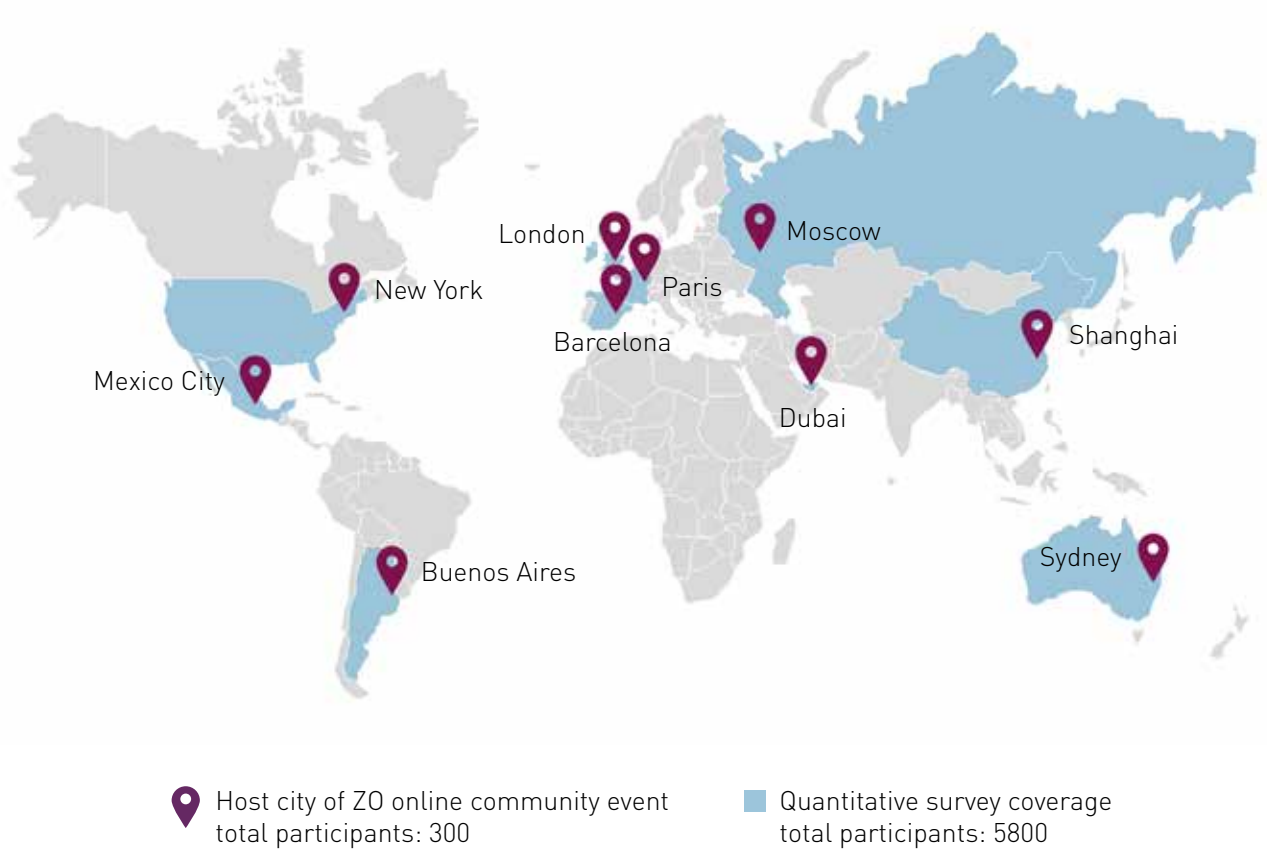 London
Moscow
New York
Paris
Barcelona
Shanghai
Mexico City
Dubai
Sydney
Buenos Aires
Host city of ZO online community event
total participants: 300
Quantitative survey coverage
total participants: 5800